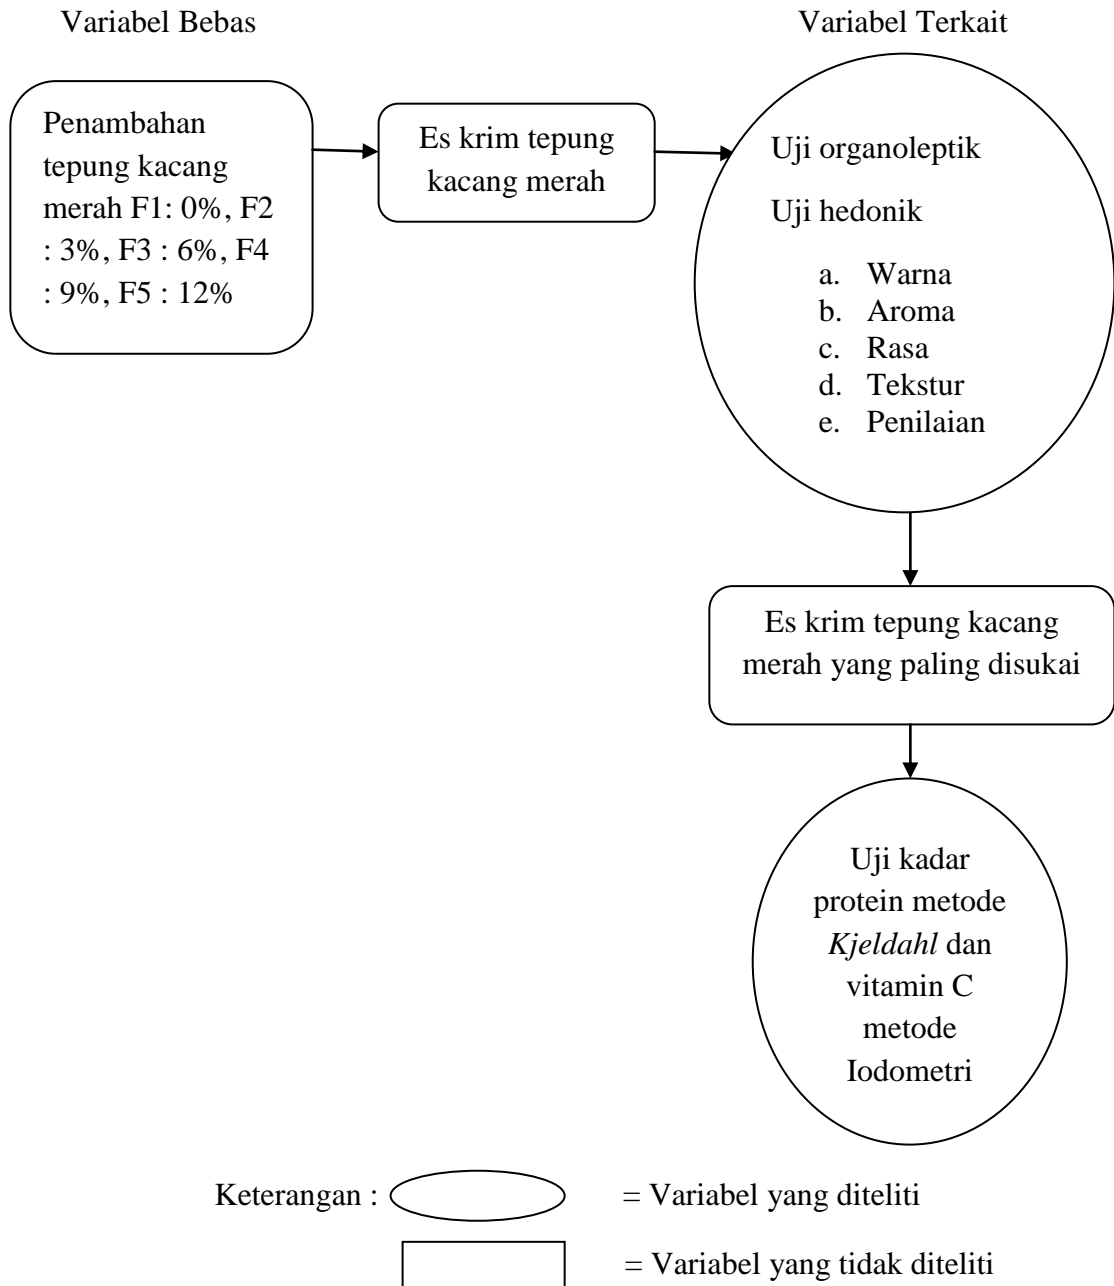 Variabel Bebas
Variabel Terkait
Penambahan
tepung kacang
merah F1: 0%, F2
: 3%, F3 : 6%, F4
: 9%, F5 : 12%
Es krim tepung
kacang merah
Uji organoleptik
Uji hedonik
a. Warna
b. Aroma
c. Rasa
d. Tekstur
e. Penilaian
Es krim tepung kacang
merah yang paling disukai
Uji kadar
protein metode
Kjeldahl dan
vitamin C
metode
Iodometri
Keterangan : = Variabel yang diteliti
= Variabel yang tidak diteliti